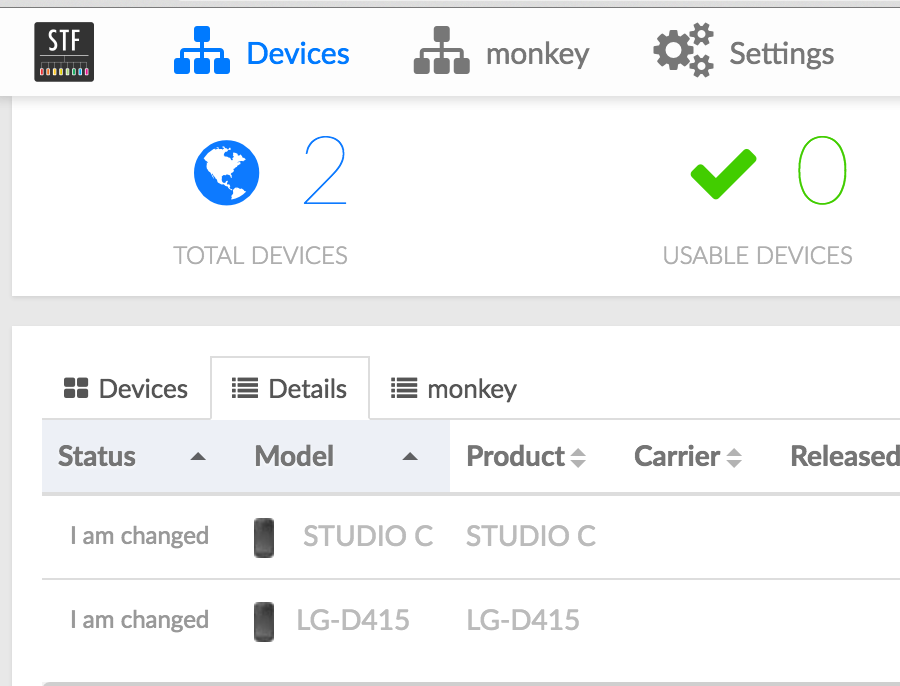 STF Devices monkey Settings
2 0
TOTAL DEVICES USABLE DEVICES
Devices Details monkey
Status Model Product Carrier Released
I am changed STUDIO C STUDIO C
I am changed LG-D415 LG-D415